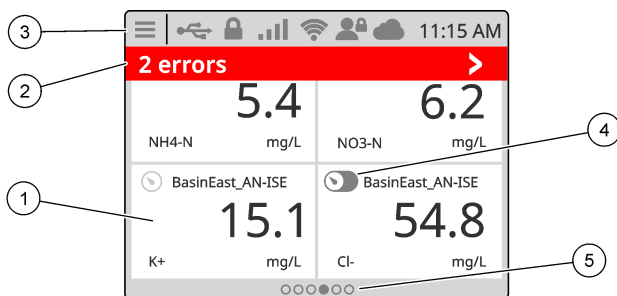 3
11:15 AM
2 errors
2
5.4
6.2
NH4-N mg/L
NO3-N mg/L
4
BasinEast_AN-ISE
BasinEast_AN-ISE
1
15.1
54.8
K+ mg/L
Cl- mg/L
5